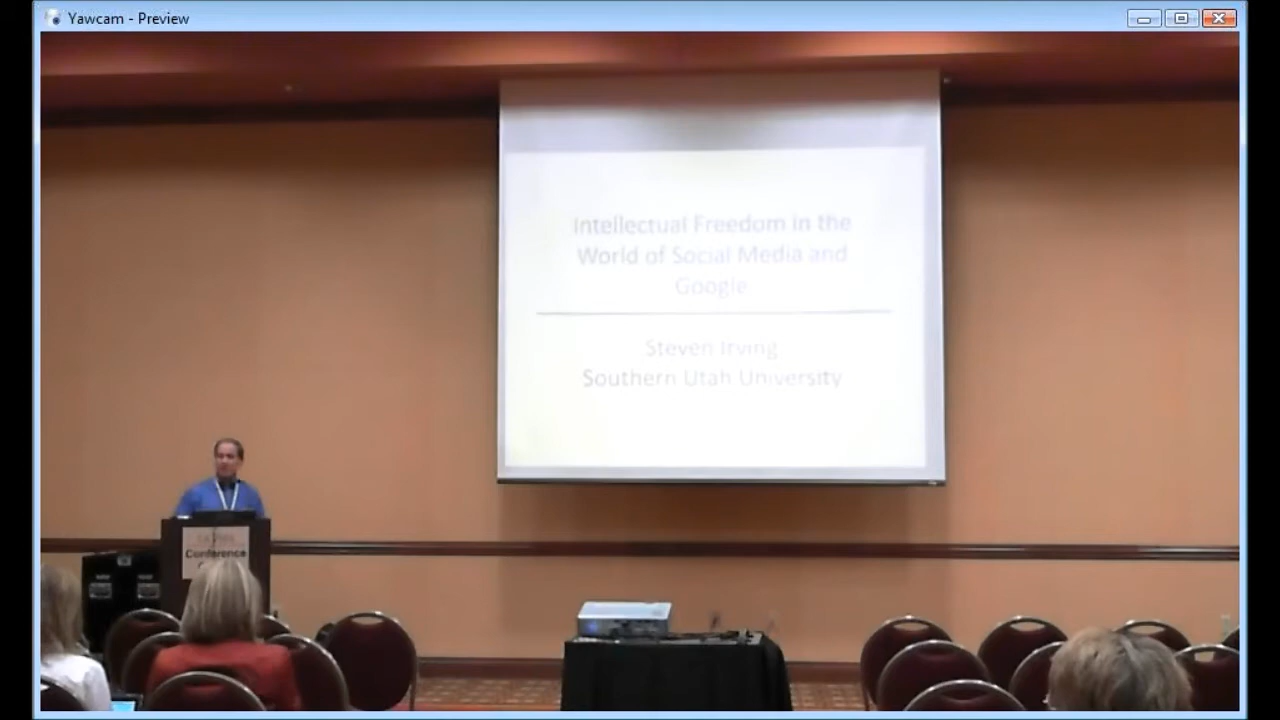 Yawcam - Preview
Intellectual Freedom in the
World of Social Media and
Google
Steven Irving
Southern Utah University
Conference